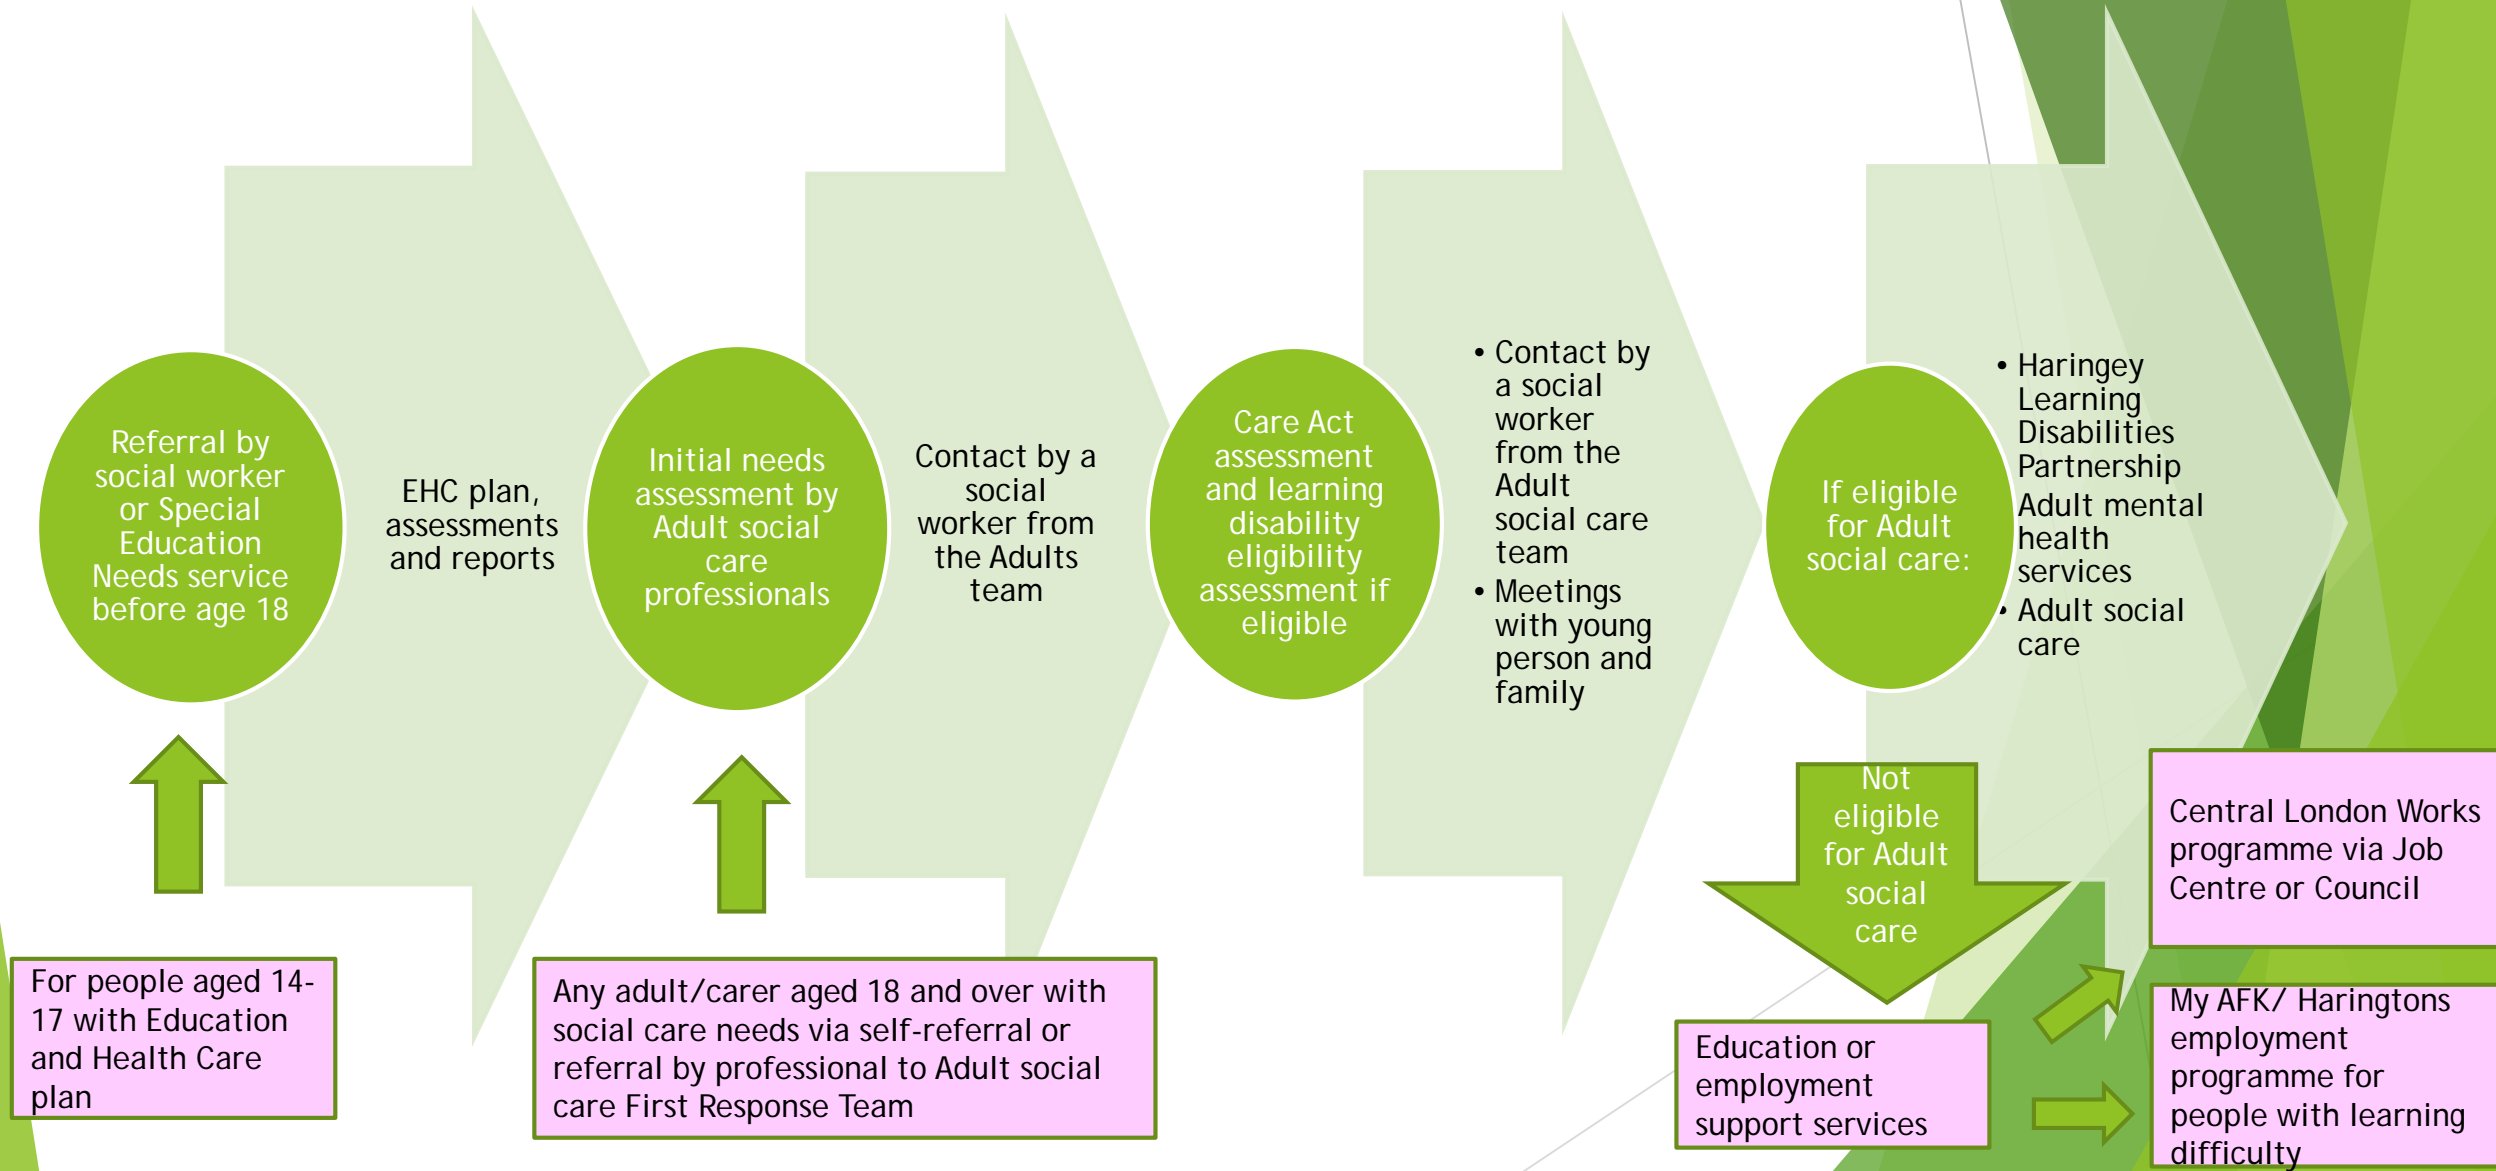 Referral by
social worker
or Special
Education
Needs service
before age 18
EHC plan,
assessments
and reports
Initial needs
assessment by
Adult social
care
professionals
Contact by a
social
worker from
the Adults
team
Care Act
assessment
and learning
disability
eligibility
assessment if
eligible
• Contact by
a social
worker
from the
Adult
social care
team
• Meetings
with young
person and
family
If eligible
for Adult
social care:
• Haringey
Learning
Disabilities
Partnership
Adult mental
health
services
• Adult social
care
For people aged 14-
17 with Education
and Health Care
plan
Any adult/carer aged 18 and over with
social care needs via self-referral or
referral by professional to Adult social
care First Response Team
Not
eligible
for Adult
social
care
Education or
employment
support services
Central London Works
programme via Job
Centre or Council
My AFK/ Haringtons
employment
programme for
people with learning
difficulty